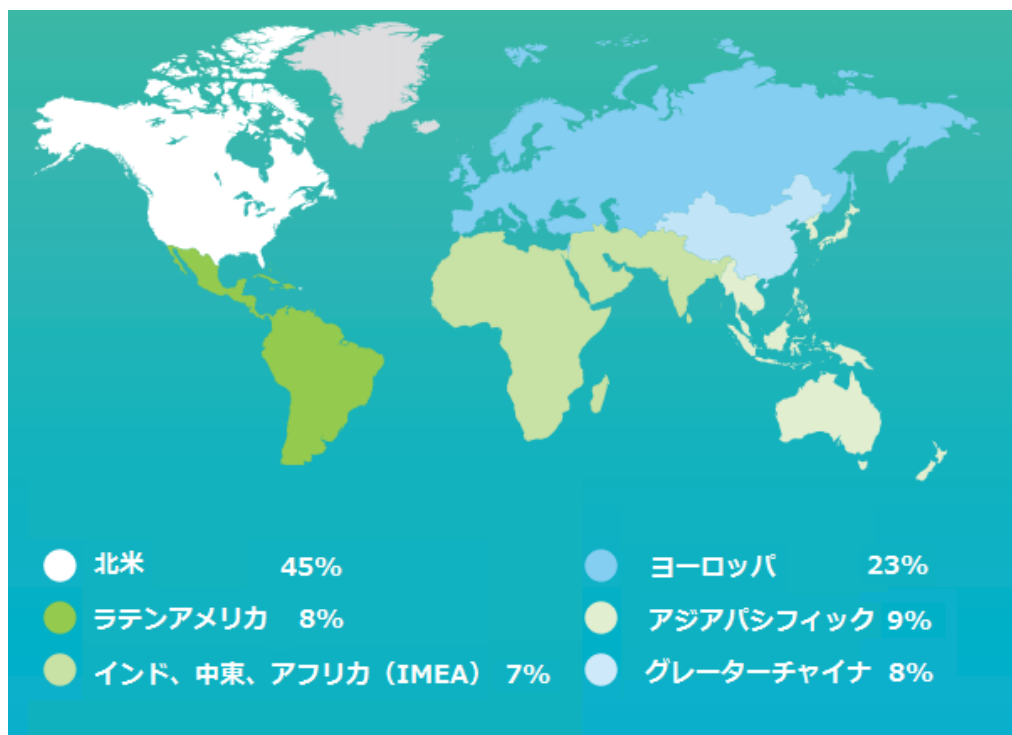 北米 45%
ヨーロッパ 23%
ラテンアメリカ 8%
アジアパシフィック 9%
インド、中東、アフリカ（IMEA） 7%
グレーターチャイナ 8%